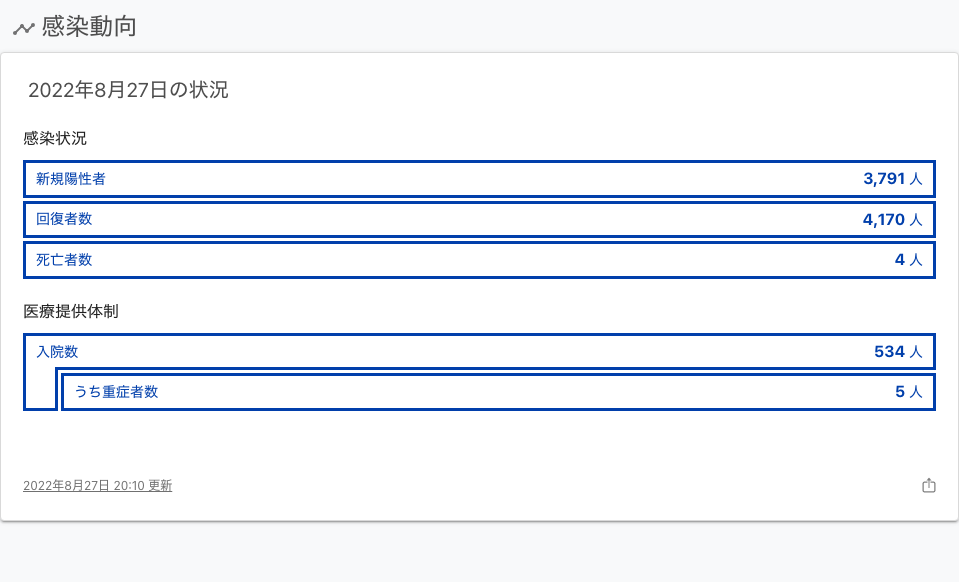 感染動向
2022年8月27日の状況
感染状況
新規陽性者 3,791 人
回復者数 4,170 人
死亡者数 4 人
医療提供体制
入院数 534 人
うち重症者数 5 人
2022年8月27日 20:10 更新